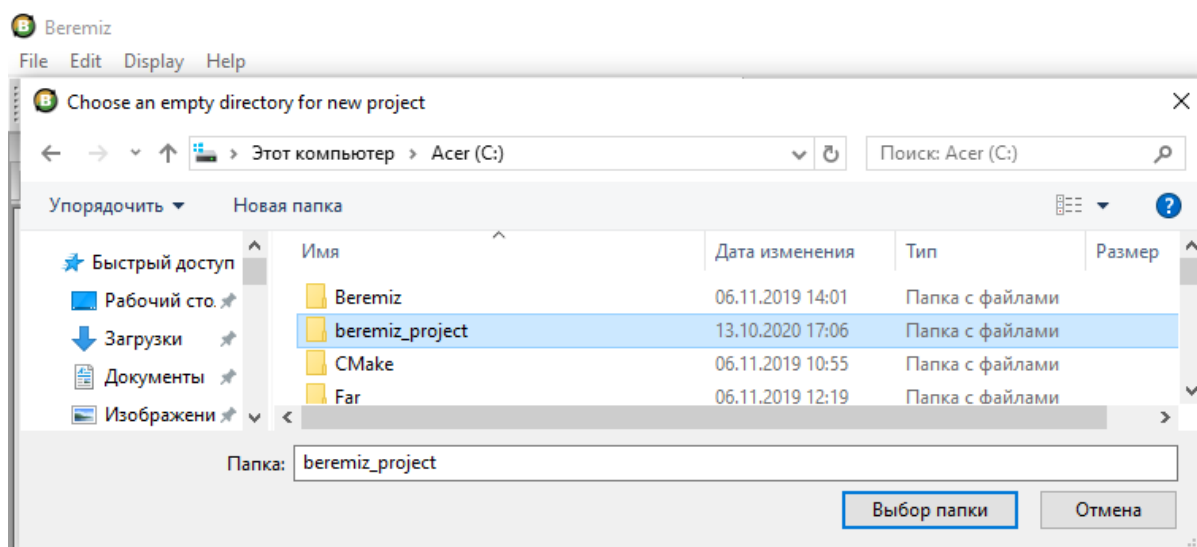 Beremiz
File Edit Display Help
Choose an empty directory for new project
Этот компьютер › Acer (C:) Поиск: Acer (C:)
Упорядочить Новая папка
Имя Дата изменения Тип Размер
Быстрый доступ
Рабочий сто.
Загрузки
Документы
Изображени
Beremiz 06.11.2019 14:01 Папка с файлами
beremiz_project 13.10.2020 17:06 Папка с файлами
CMake 06.11.2019 10:55 Папка с файлами
Far 06.11.2019 12:19 Папка с файлами
Папка: beremiz_project
Выбор папки Отмена